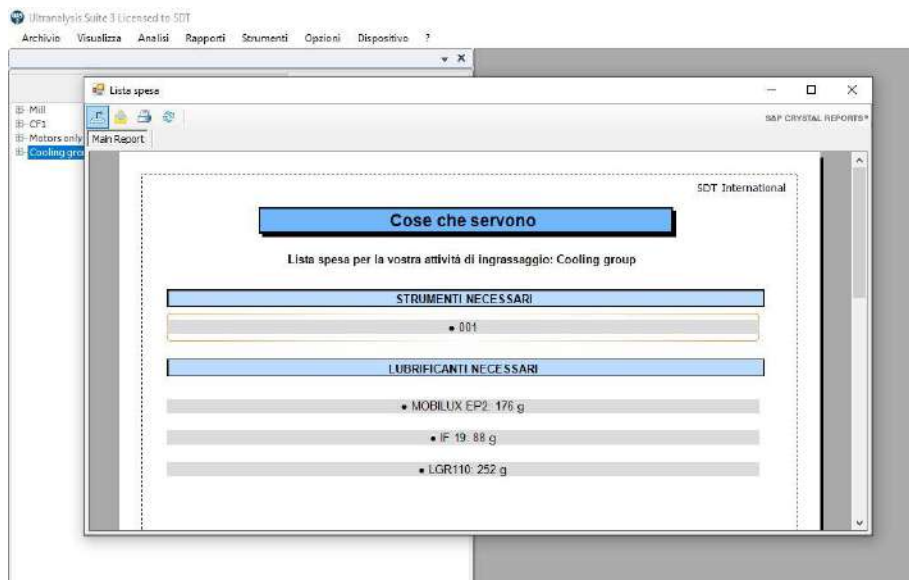 Ultranalysis Suite 3 Licensed to SDT
Archivio Visualizza Analisi Rapporti Strumenti Opzioni Dispositivo ?
Lista spesa
SAP CRYSTAL REPORTS®
Main Report
Mill
CF1
Motors only
Cooling gro
SDT International
Cose che servono
Lista spesa per la vostra attività di ingrassaggio: Cooling group
STRUMENTI NECESSARI
• 001
LUBRIFICANTI NECESSARI
• MOBILUX EP2: 176 g
• IF 19: 88 g
• LGR110: 252 g